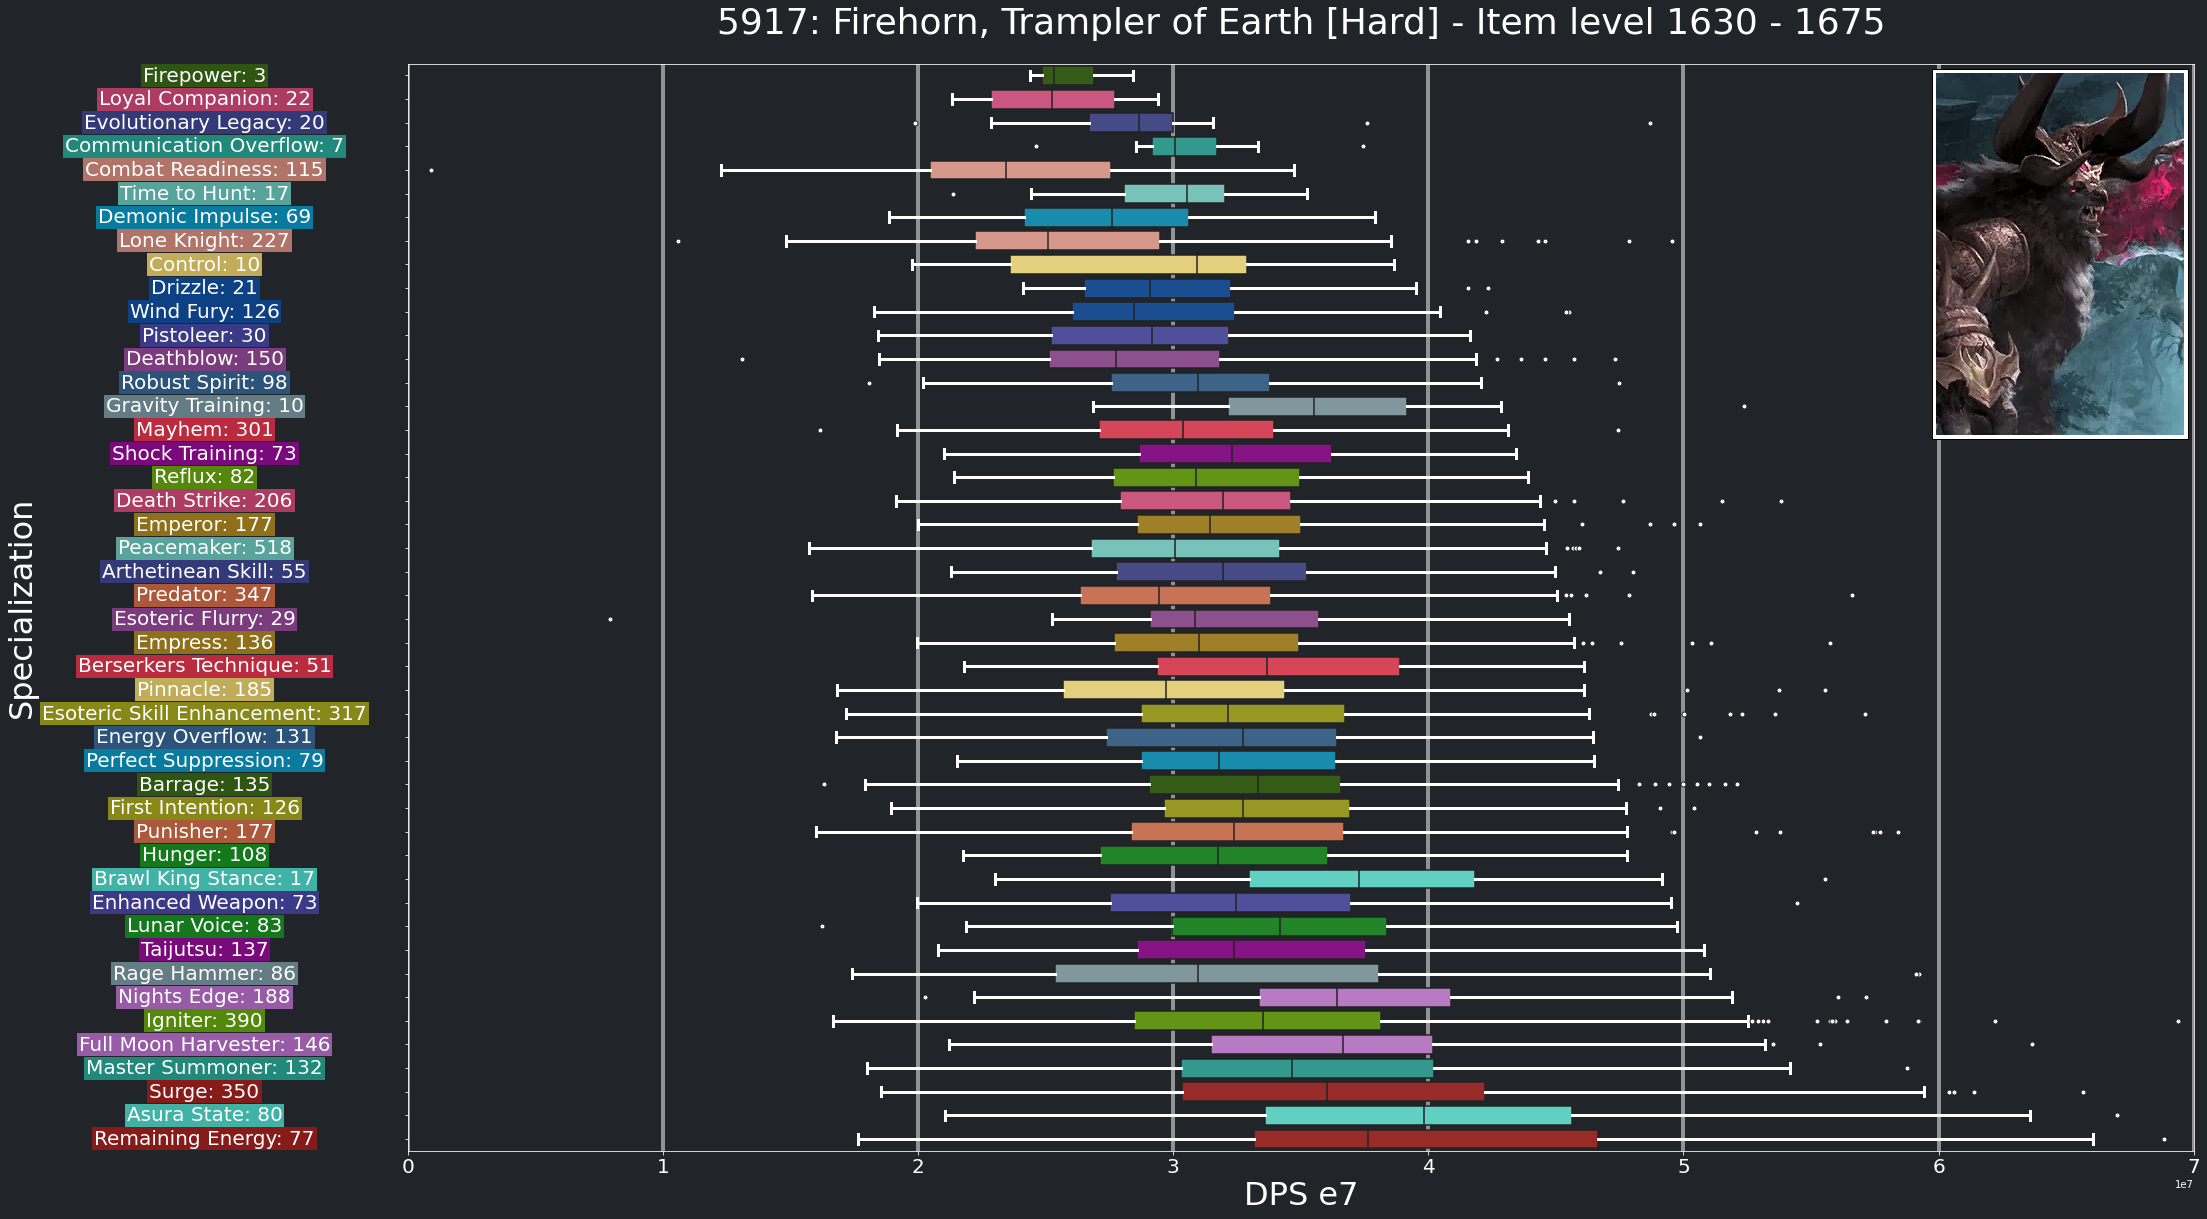 5917: Firehorn, Trampler of Earth [Hard] - Item level 1630 - 1675
Specialization
Firepower: 3
Loyal Companion: 22
Evolutionary Legacy: 20
Communication Overflow: 7
Combat Readiness: 115
Time to Hunt: 17
Demonic Impulse: 69
Lone Knight: 227
Control: 10
Drizzle: 21
Wind Fury: 126
Pistoleer: 30
Deathblow: 150
Robust Spirit: 98
Gravity Training: 10
Mayhem: 301
Shock Training: 73
Reflux: 82
Death Strike: 206
Emperor: 177
Peacemaker: 518
Arthetinean Skill: 55
Predator: 347
Esoteric Flurry: 29
Empress: 136
Berserkers Technique: 51
Pinnacle: 185
Esoteric Skill Enhancement: 317
Energy Overflow: 131
Perfect Suppression: 79
Barrage: 135
First Intention: 126
Punisher: 177
Hunger: 108
Brawl King Stance: 17
Enhanced Weapon: 73
Lunar Voice: 83
Taijutsu: 137
Rage Hammer: 86
Nights Edge: 188
Igniter: 390
Full Moon Harvester: 146
Master Summoner: 132
Surge: 350
Asura State: 80
Remaining Energy: 77
0 1 2 3 4 5 6 7
1e7
DPS e7